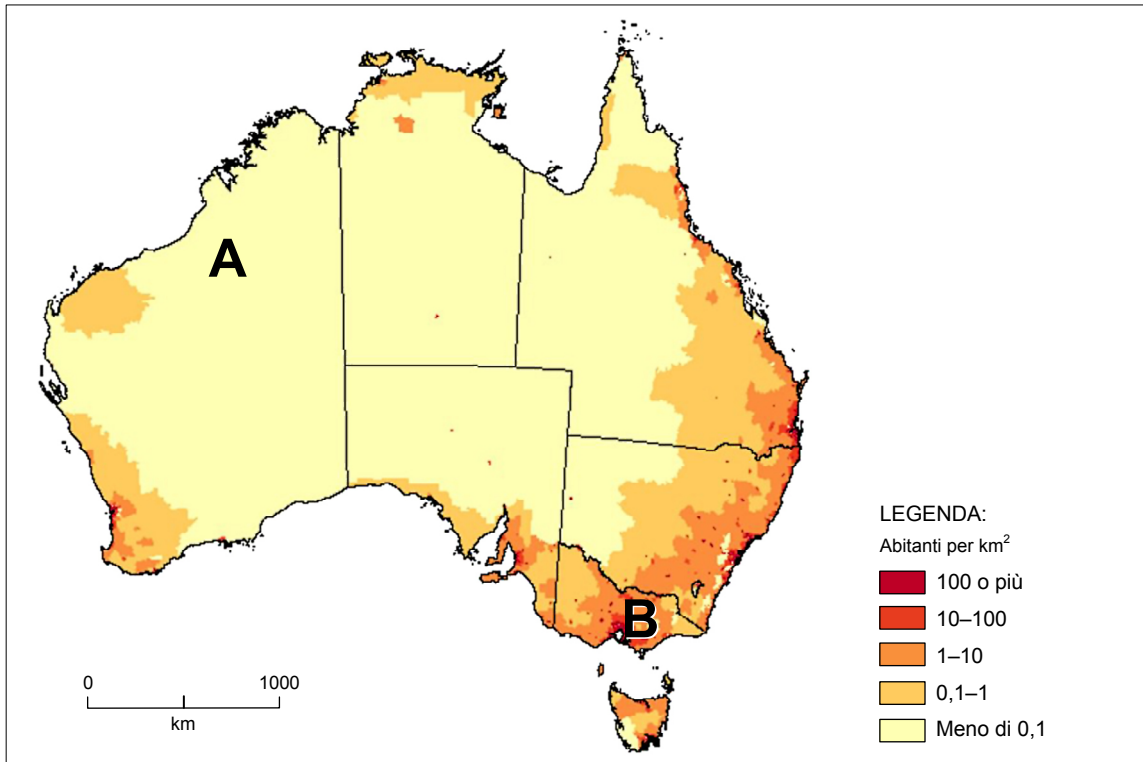 A
B
LEGENDA:
Abitanti per km²
100 o più
10–100
1–10
0,1–1
Meno di 0,1
0 1000
km